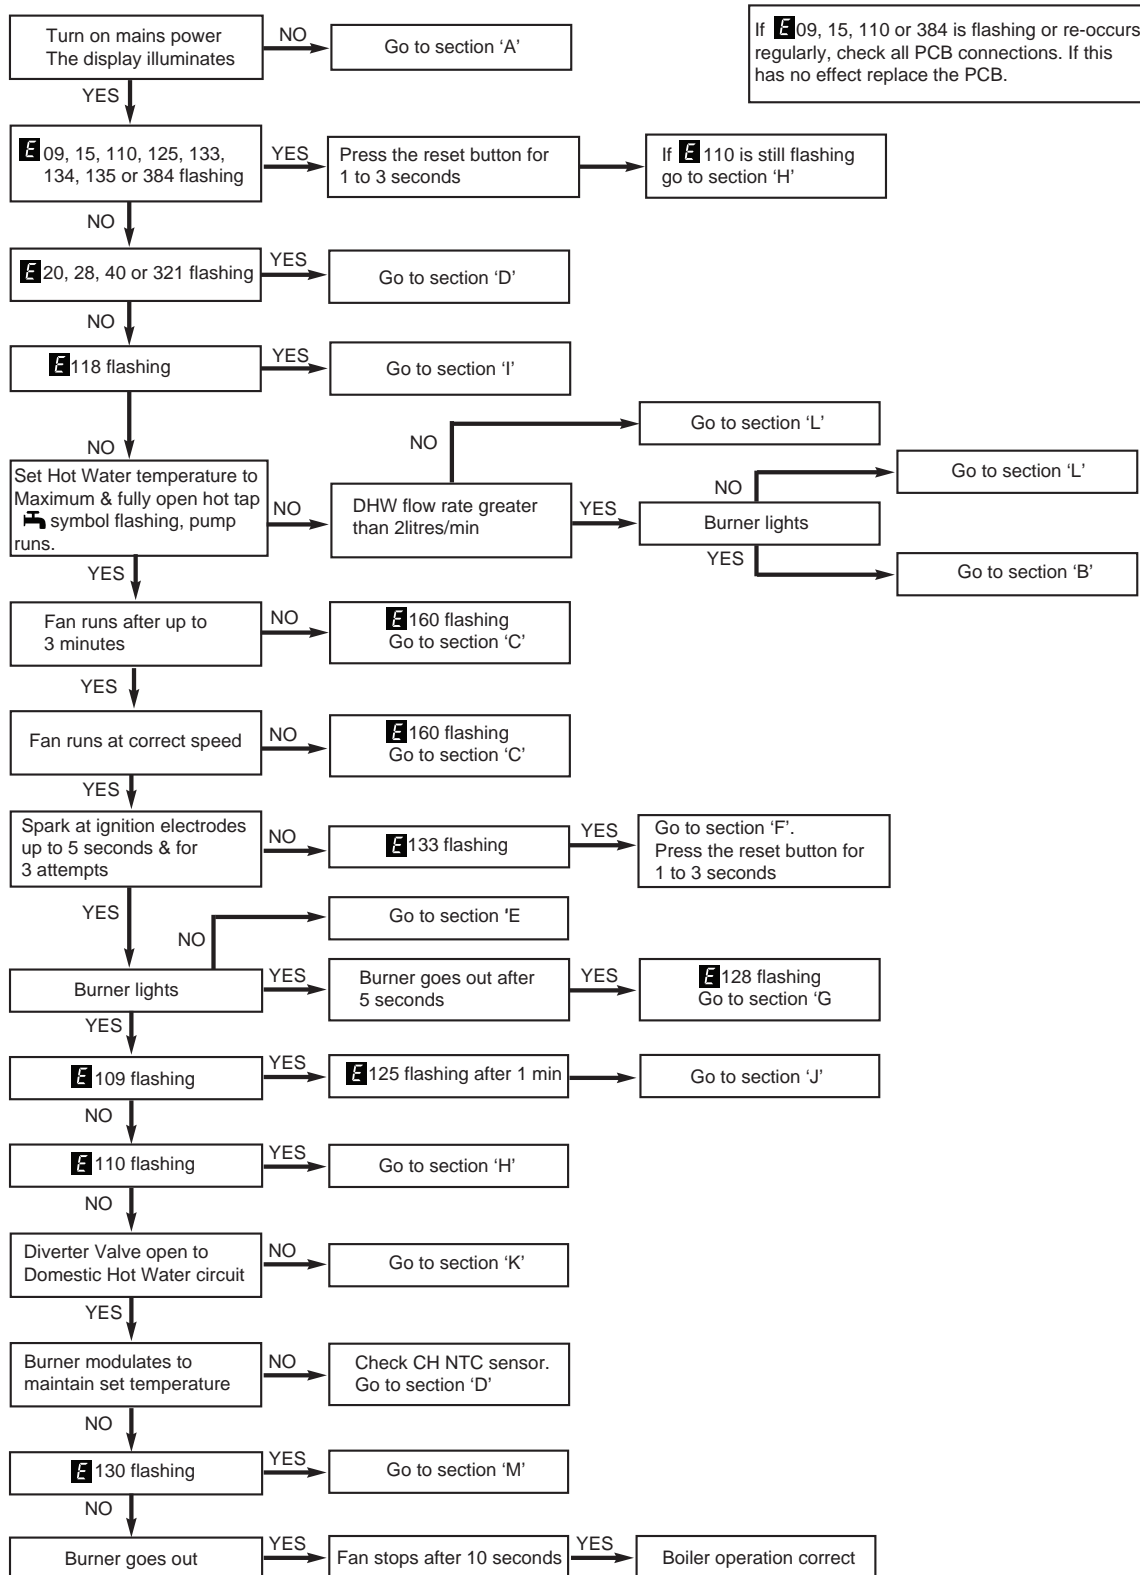 Turn on mains power
The display illuminates
NO
Go to section ‘A’
If E 09, 15, 110 or 384 is flashing or re-occurs
regularly, check all PCB connections. If this
has no effect replace the PCB.
YES
E 09, 15, 110, 125, 133,
134, 135 or 384 flashing
YES
Press the reset button for
1 to 3 seconds
If E 110 is still flashing
go to section ‘H’
NO
E 20, 28, 40 or 321 flashing
YES
Go to section ‘D’
NO
E 118 flashing
YES
Go to section ‘I’
NO
Set Hot Water temperature to
Maximum & fully open hot tap
symbol flashing, pump
runs.
NO
DHW flow rate greater
than 2litres/min
NO
Go to section ‘L’
YES
Burner lights
NO
Go to section ‘L’
YES
Go to section ‘B’
YES
Fan runs after up to
3 minutes
NO
E 160 flashing
Go to section ‘C’
YES
Fan runs at correct speed
NO
E 160 flashing
Go to section ‘C’
YES
Spark at ignition electrodes
up to 5 seconds & for
3 attempts
NO
E 133 flashing
YES
Go to section ‘F’.
Press the reset button for
1 to 3 seconds
YES
NO
Go to section 'E
Burner lights
YES
Burner goes out after
5 seconds
YES
E 128 flashing
Go to section ‘G
YES
E 109 flashing
YES
E 125 flashing after 1 min
Go to section ‘J’
NO
E 110 flashing
YES
Go to section ‘H’
NO
Diverter Valve open to
Domestic Hot Water circuit
NO
Go to section ‘K’
YES
Burner modulates to
maintain set temperature
NO
Check CH NTC sensor.
Go to section ‘D’
NO
E 130 flashing
YES
Go to section ‘M’
NO
Burner goes out
YES
Fan stops after 10 seconds
YES
Boiler operation correct